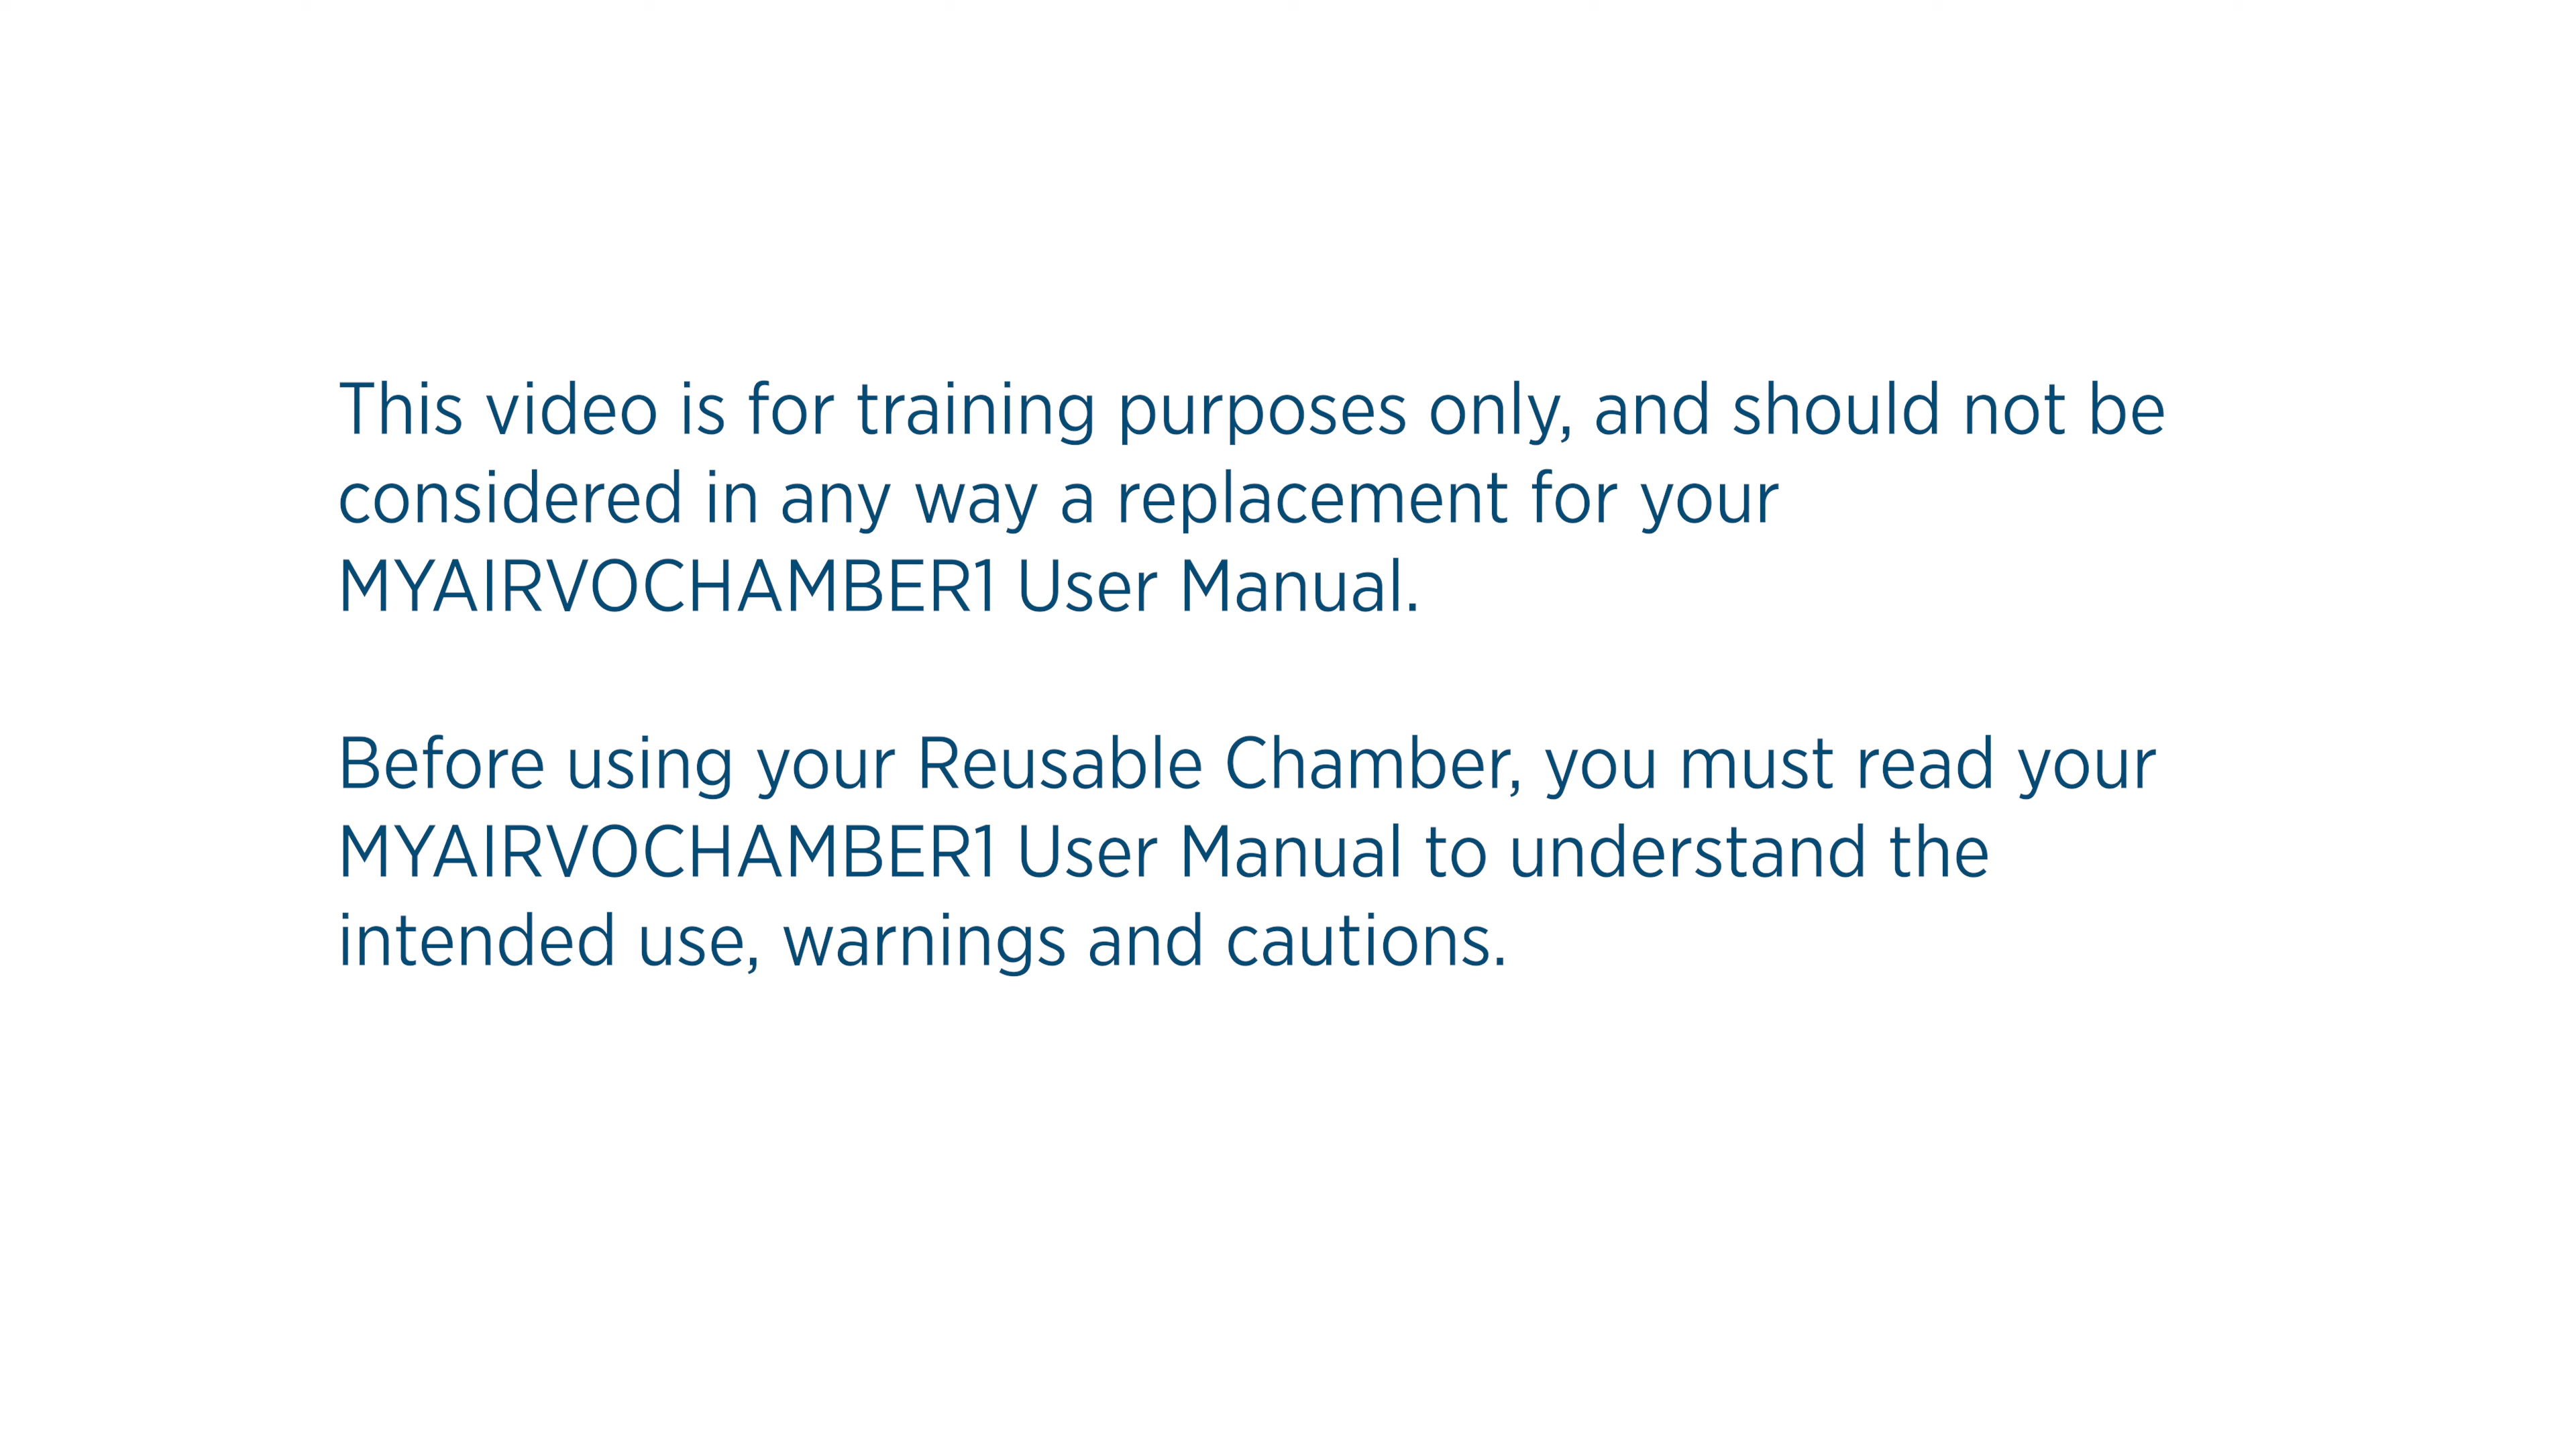 This video is for training purposes only, and should not be
considered in any way a replacement for your
MYAIRVOCHAMBER1 User Manual.
Before using your Reusable Chamber, you must read your
MYAIRVOCHAMBER1 User Manual to understand the
intended use, warnings and cautions.